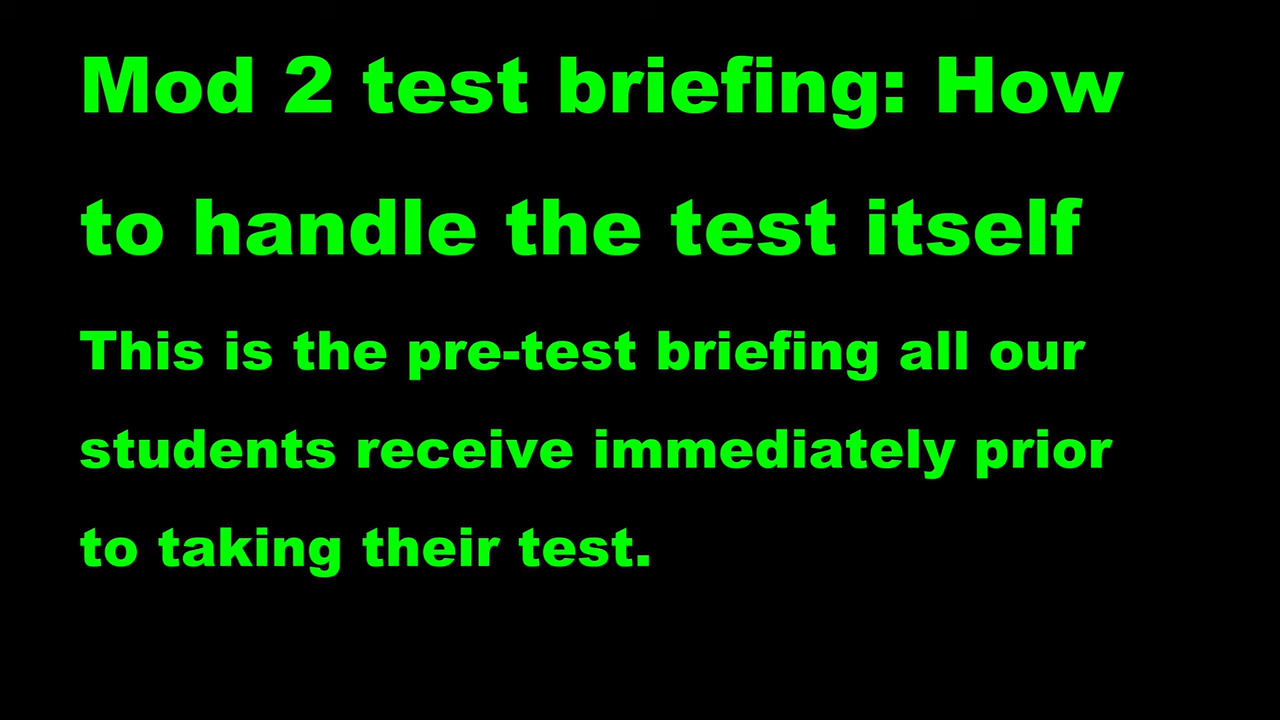 Mod 2 test briefing: How
to handle the test itself
This is the pre-test briefing all our
students receive immediately prior
to taking their test.